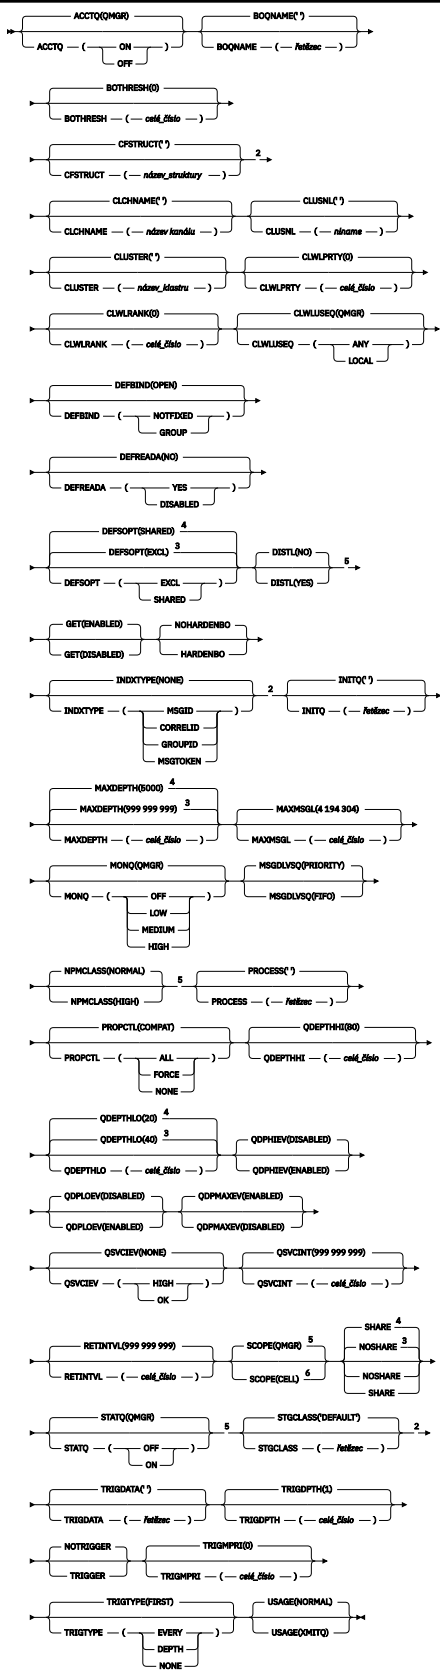 ACCTQ(QMGR) BOQNAME(' ')
ACCTQ ( ON ) BOQNAME ( řetězec )
OFF
BOTHRESH(0)
BOTHRESH ( celé_číslo )
CFSTRUCT(' ') 2
CFSTRUCT ( název_struktury )
CLCHNAME(' ') CLUSNL(' ')
CLCHNAME ( název kanálu ) CLUSNL ( nlname )
CLUSTER(' ') CLWLPRTY(0)
CLUSTER ( název_klastru ) CLWLPRTY ( celé_číslo )
CLWLRANK(0) CLWLUSEQ(QMGR)
CLWLRANK ( celé_číslo ) CLWLUSEQ ( ANY )
LOCAL
DEFBIND(OPEN)
DEFBIND ( NOTFIXED )
GROUP
DEFREADA(NO)
DEFREADA ( YES )
DISABLED
DEFSOPT(SHARED) 4
DEFSOPT(EXCL) 3 DISTL(NO) 5
DEFSOPT ( EXCL ) DISTL(YES)
SHARED
GET(ENABLED) NOHARDENBO
GET(DISABLED) HARDENBO
INDXTYPE(NONE) 2 INITQ(' ')
INDXTYPE ( MSGID ) INITQ ( řetězec )
CORRELID
GROUPID
MSGTOKEN
MAXDEPTH(5000) 4
MAXDEPTH(999 999 999) 3 MAXMSGL(4 194 304)
MAXDEPTH ( celé_číslo ) MAXMSGL ( celé_číslo )
MONQ(QMGR) MSGDLVSQ(PRIORITY)
MONQ ( OFF ) MSGDLVSQ(FIFO)
LOW
MEDIUM
HIGH
NPMCLASS(NORMAL) 5 PROCESS(' ')
NPMCLASS(HIGH) PROCESS ( řetězec )
PROPCTL(COMPAT) QDEPTHHI(80)
PROPCTL ( ALL ) QDEPTHHI ( celé_číslo )
FORCE
NONE
QDEPTHLO(20) 4
QDEPTHLO(40) 3 QDPHIEV(DISABLED)
QDEPTHLO ( celé_číslo ) QDPHIEV(ENABLED)
QDPLOEV(DISABLED) QDPMAXEV(ENABLED)
QDPLOEV(ENABLED) QDPMAXEV(DISABLED)
QSVCIEV(NONE) QSVCINT(999 999 999)
QSVCIEV ( HIGH ) QSVCINT ( celé_číslo )
OK
SHARE 4
RETINTVL(999 999 999) SCOPE(QMGR) 5 NOSHARE 3
RETINTVL ( celé_číslo ) SCOPE(CELL) 6 NOSHARE
SHARE
STATQ(QMGR) 5 STGCLASS('DEFAULT') 2
STATQ ( OFF ) STGCLASS ( řetězec )
ON
TRIGDATA(' ') TRIGDPTH(1)
TRIGDATA ( řetězec ) TRIGDPTH ( celé_číslo )
NOTRIGGER TRIGMPRI(0)
TRIGGER TRIGMPRI ( celé_číslo )
TRIGTYPE(FIRST) USAGE(NORMAL)
TRIGTYPE ( EVERY ) USAGE(XMITQ)
DEPTH
NONE